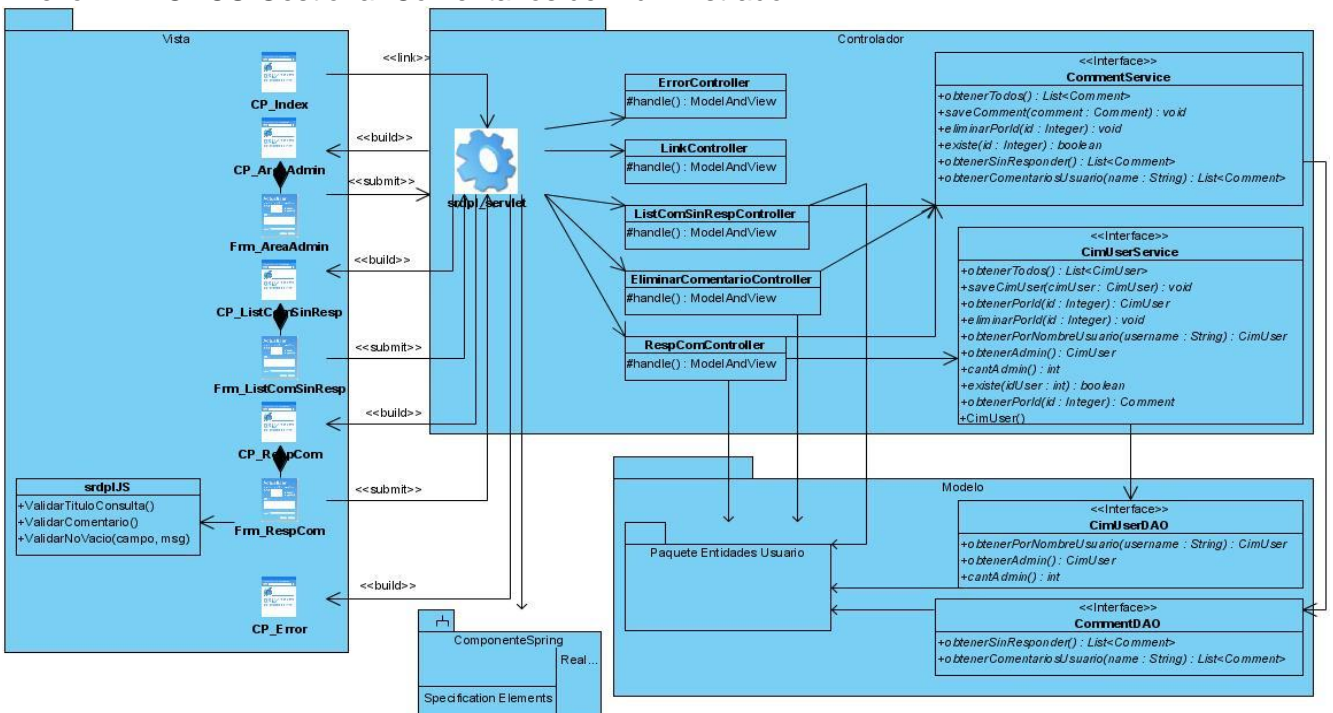 Vista
CP_Index
CP_AreaAdmin
Frm_AreaAdmin
CP_ListComSinResp
Frm_ListComSinResp
CP_RespCom
Frm_RespCom
CP_Error
srdplJS
+ValidarTituloConsulta()
+ValidarComentario()
+ValidarNoVacio(campo, msg)
<<link>>
<<build>>
<<submit>>
<<build>>
<<submit>>
<<build>>
<<submit>>
<<build>>
Controlador
srdpl_servlet
ErrorController
#handle() : ModelAndView
LinkController
#handle() : ModelAndView
ListComSinRespController
#handle() : ModelAndView
EliminarComentarioController
#handle() : ModelAndView
RespComController
#handle() : ModelAndView
<<Interface>>
CommentService
+obtenerTodos() : List<Comment>
+saveComment(comment : Comment) : void
+eliminarPorId(id : Integer) : void
+existe(id : Integer) : boolean
+obtenerSinResponder() : List<Comment>
+obtenerComentariosUsuario(name : String) : List<Comment>
<<Interface>>
CimUserService
+obtenerTodos() : List<CimUser>
+saveCimUser(cimUser : CimUser) : void
+obtenerPorId(id : Integer) : CimUser
+eliminarPorId(id : Integer) : void
+obtenerPorNombreUsuario(username : String) : CimUser
+obtenerAdmin() : CimUser
+cantAdmin() : int
+existe(idUser : int) : boolean
+obtenerPorId(id : Integer) : Comment
+CimUser()
Modelo
Paquete Entidades Usuario
<<Interface>>
CimUserDAO
+obtenerPorNombreUsuario(username : String) : CimUser
+obtenerAdmin() : CimUser
+cantAdmin() : int
<<Interface>>
CommentDAO
+obtenerSinResponder() : List<Comment>
+obtenerComentariosUsuario(name : String) : List<Comment>
ComponenteSpring
Real...
Specification Elements